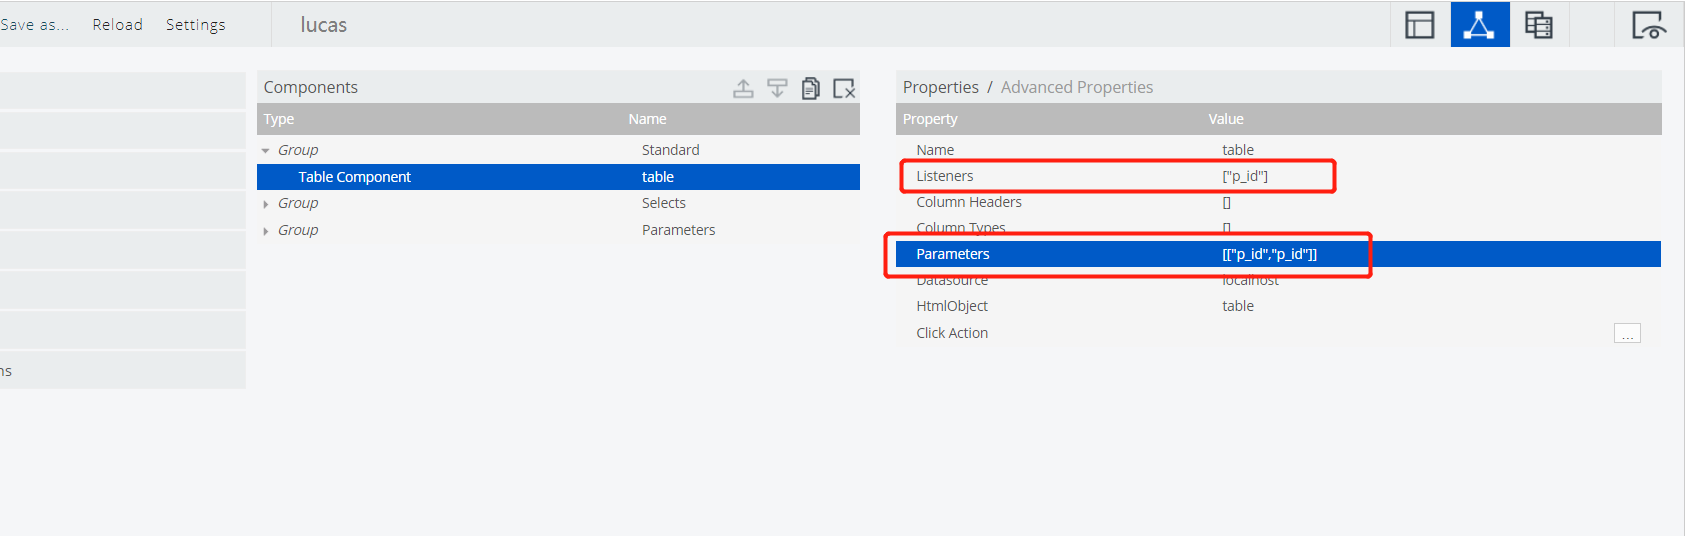 Save as... Reload Settings lucas
ns
Components
Type Name
Group Standard
Table Component table
Group Selects
Group Parameters
Properties / Advanced Properties
Property Value
Name table
Listeners ["p_id"]
Column Headers []
Column Types []
Parameters [["p_id","p_id"]]
Datasource localhost
HtmlObject table
Click Action ...